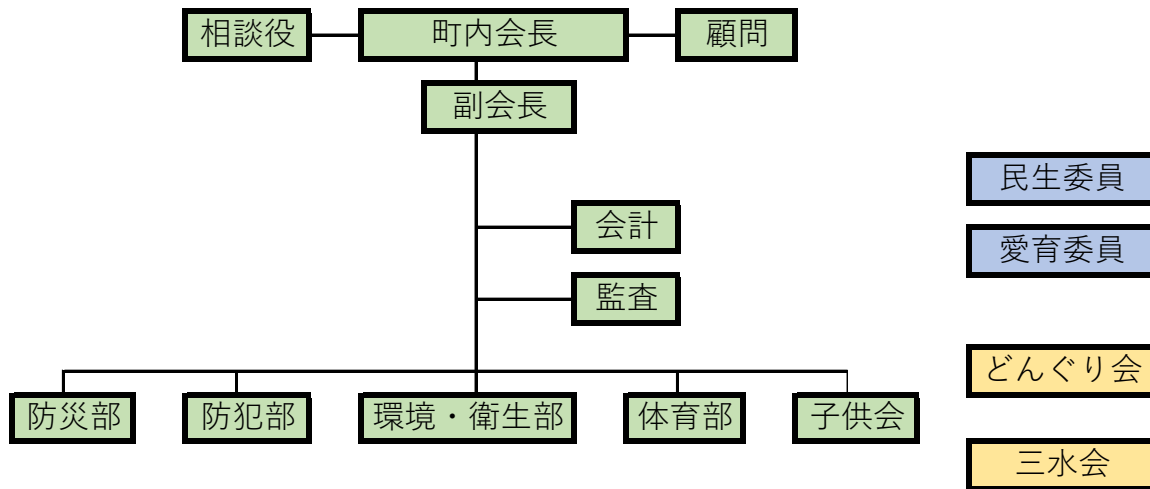 相談役
町内会長
顧問
副会長
民生委員
会計
愛育委員
監査
どんぐり会
防災部
防犯部
環境・衛生部
体育部
子供会
三水会